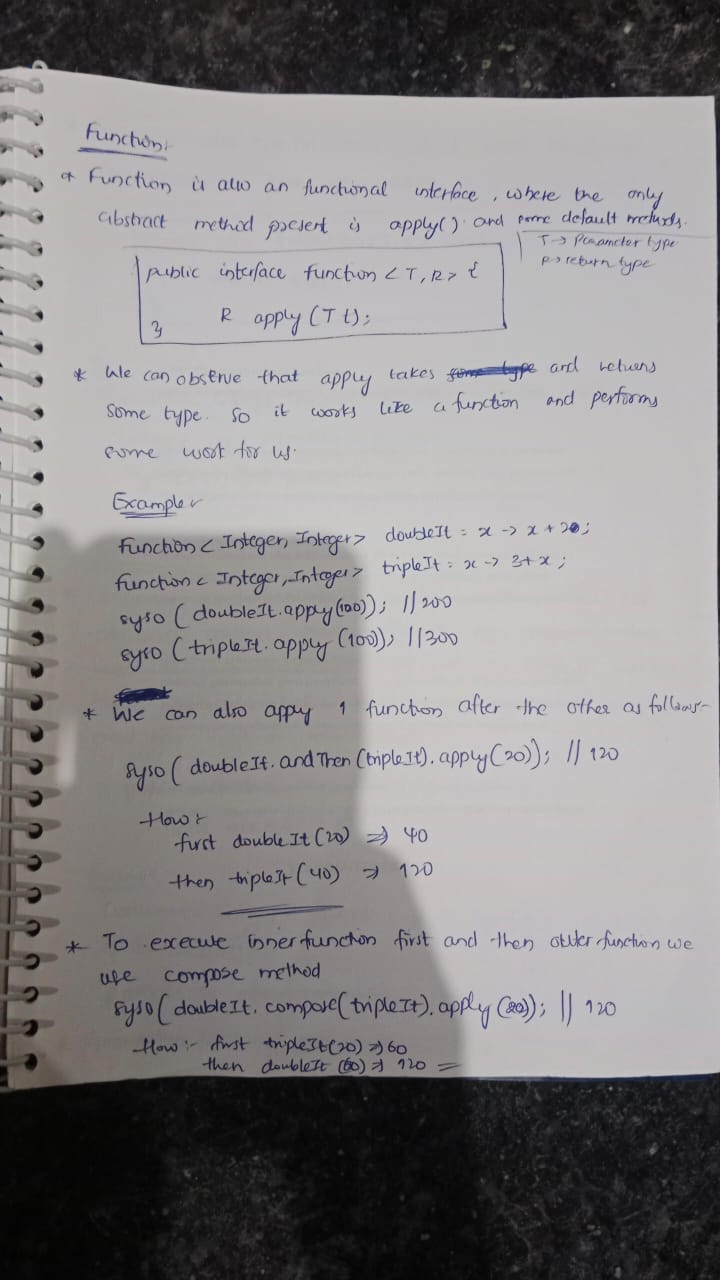 Function:-
* Function is also an functional interface, where the only
abstract method present is apply() and some default methods.
T -> Parameter type
R -> return type
public interface function <T, R> {
R apply (T t);
}
* We can observe that apply takes and returns
some type. So it works like a function and performs
some work for us.
Example:-
Function < Integer, Integer> doubleIt = x -> x + 20;
Function < Integer, Integer> tripleIt = x -> 3+x;
syso (doubleIt.apply(100)); //200
syso (tripleIt.apply (100)); //300
* We can also apply 1 function after the other as follows:-
syso ( doubleIt. andThen (tripleIt). apply(20)); // 120
How:-
first doubleIt (20) => 40
then tripleIt (40) => 120
* To execute inner function first and then outer function we
use compose method
syso( doubleIt. compose( tripleIt). apply (20)); || 120
How:- first tripleIt(20) => 60
then doubleIt (60) => 120